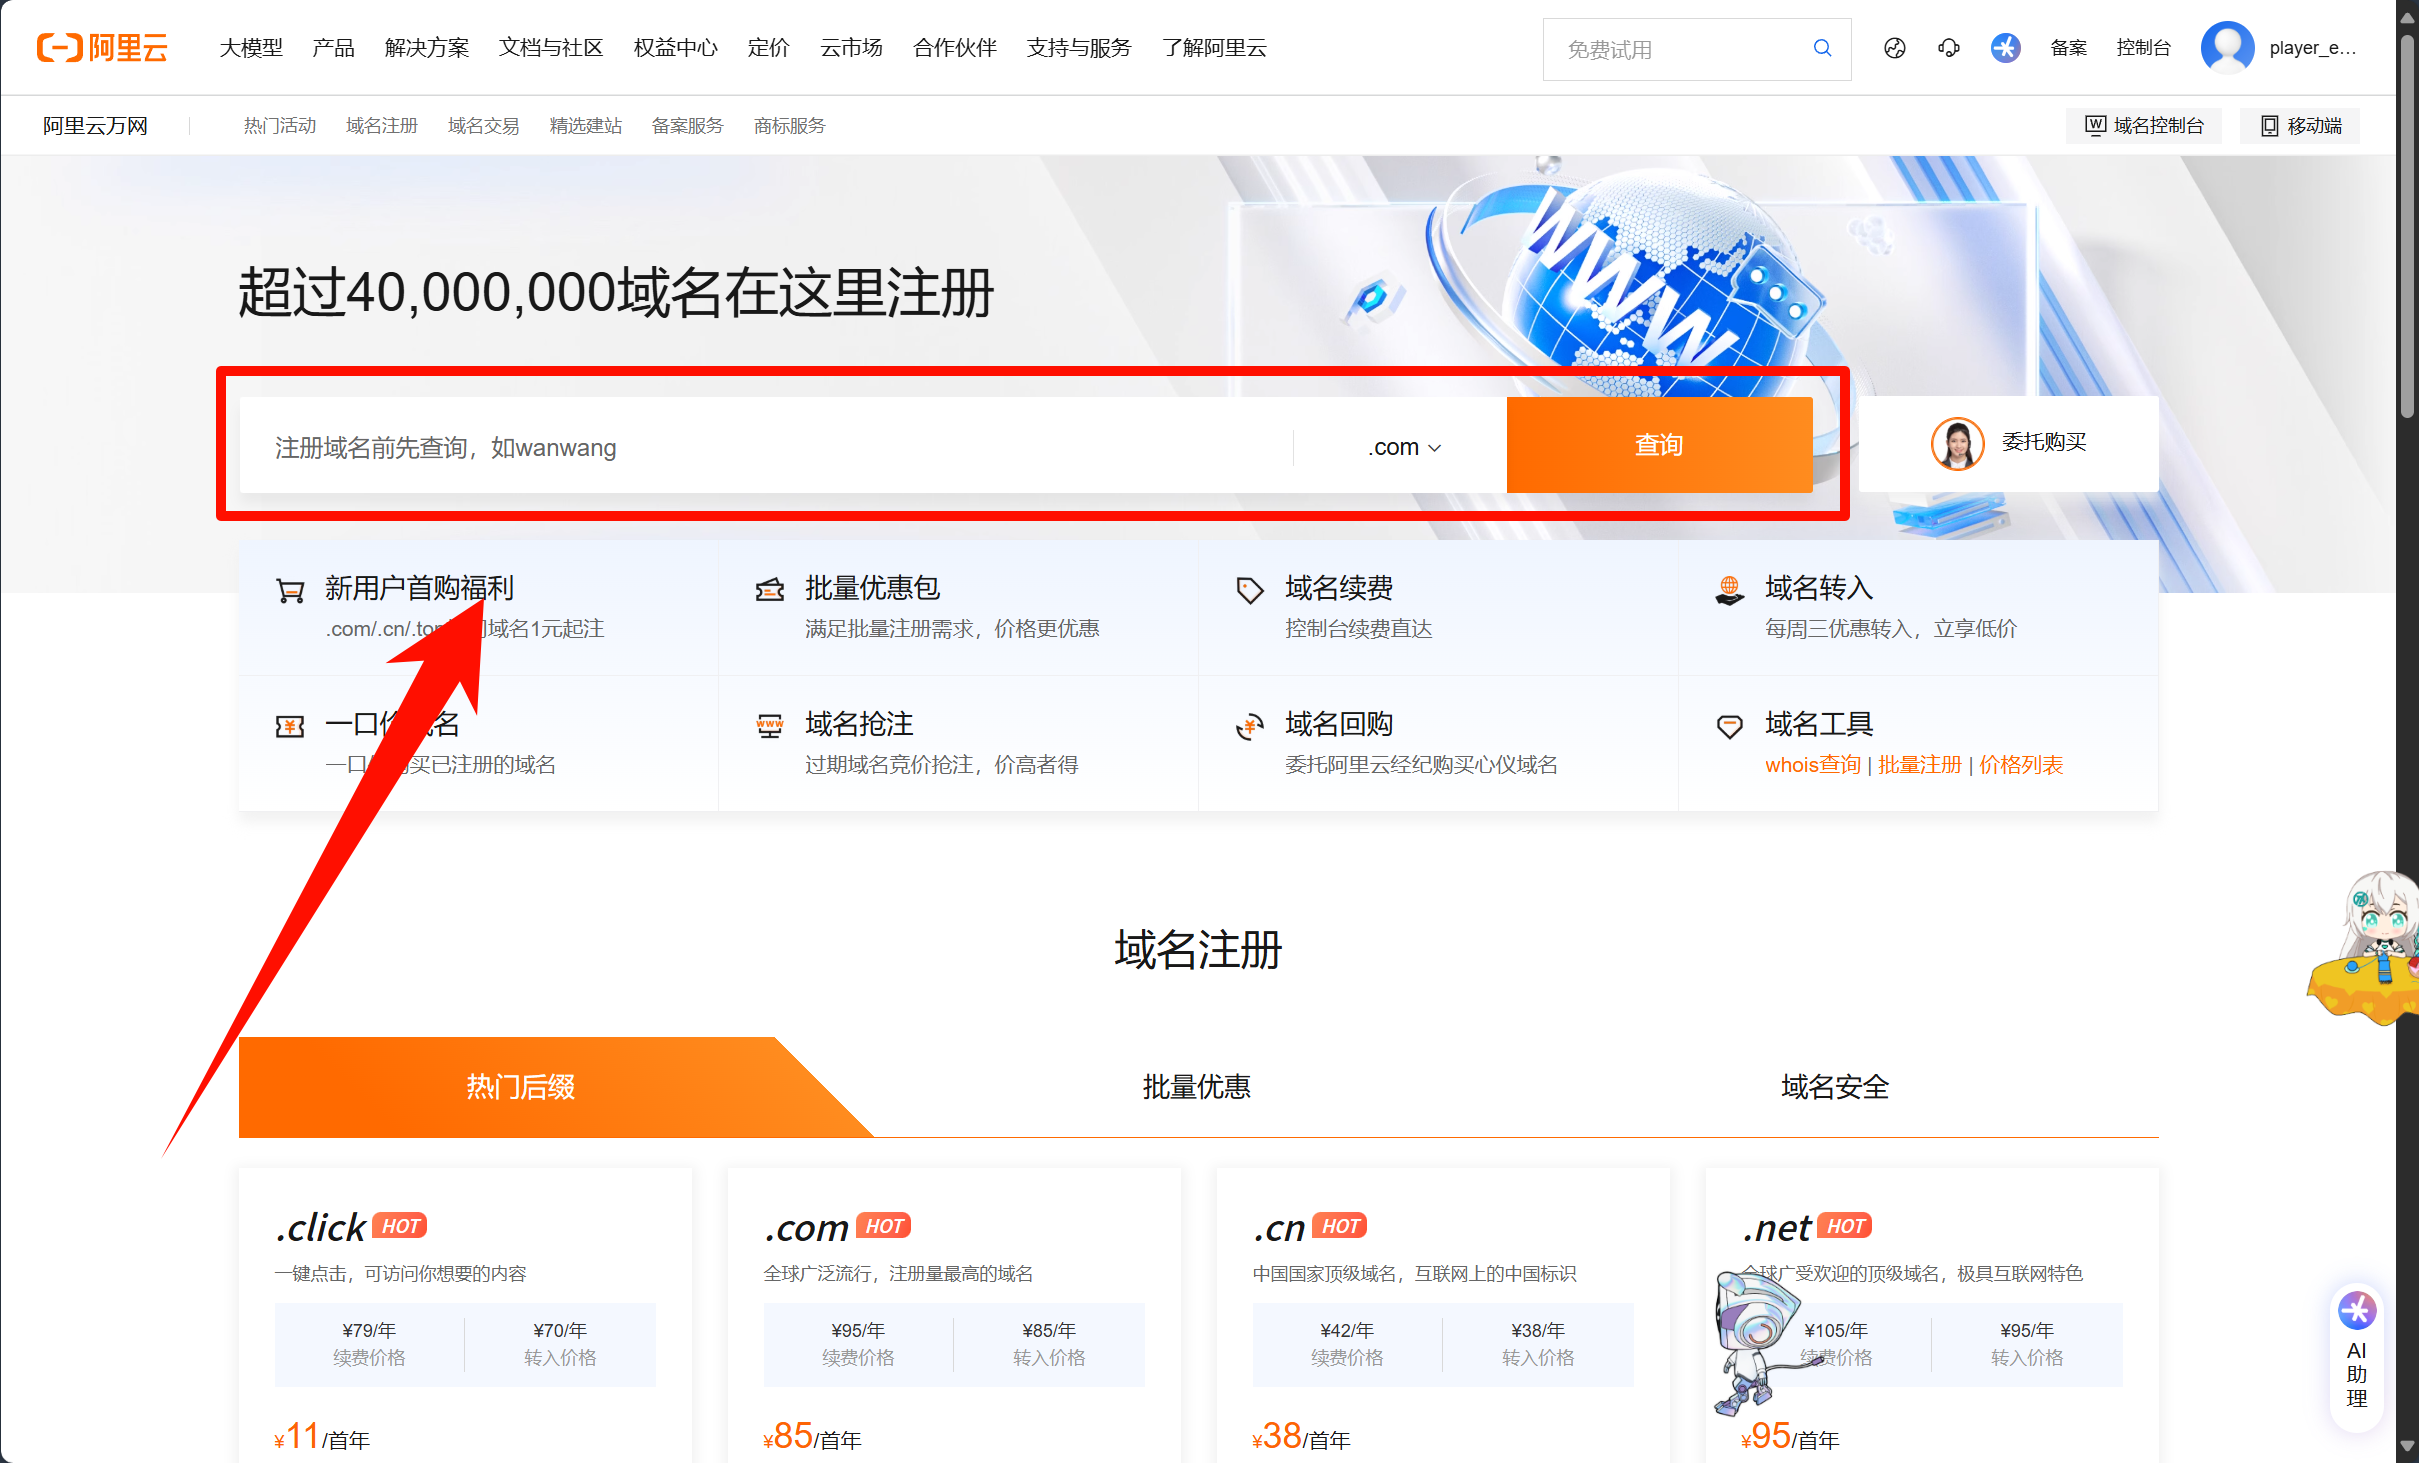 阿里云
大模型 产品 解决方案 文档与社区 权益中心 定价 云市场 合作伙伴 支持与服务 了解阿里云
免费试用
备案 控制台 player_e...
阿里云万网 热门活动 域名注册 域名交易 精选建站 备案服务 商标服务
域名控制台 移动端
WWW
超过40,000,000域名在这里注册
注册域名前先查询，如wanwang .com 查询
委托购买
新用户首购福利
.com/.cn/.to 域名1元起注
批量优惠包
满足批量注册需求，价格更优惠
域名续费
控制台续费直达
域名转入
每周三优惠转入，立享低价
一口 名
一口 买已注册的域名
域名抢注
过期域名竞价抢注，价高者得
域名回购
委托阿里云经纪购买心仪域名
域名工具
whois查询 | 批量注册 | 价格列表
域名注册
热门后缀 批量优惠 域名安全
.click HOT
一键点击，可访问你想要的内容
¥79/年 ¥70/年
续费价格 转入价格
¥11/首年
.com HOT
全球广泛流行，注册量最高的域名
¥95/年 ¥85/年
续费价格 转入价格
¥85/首年
.cn HOT
中国国家顶级域名，互联网上的中国标识
¥42/年 ¥38/年
续费价格 转入价格
¥38/首年
.net HOT
全球广受欢迎的顶级域名，极具互联网特色
¥105/年 ¥95/年
续费价格 转入价格
¥95/首年
AI
助
理